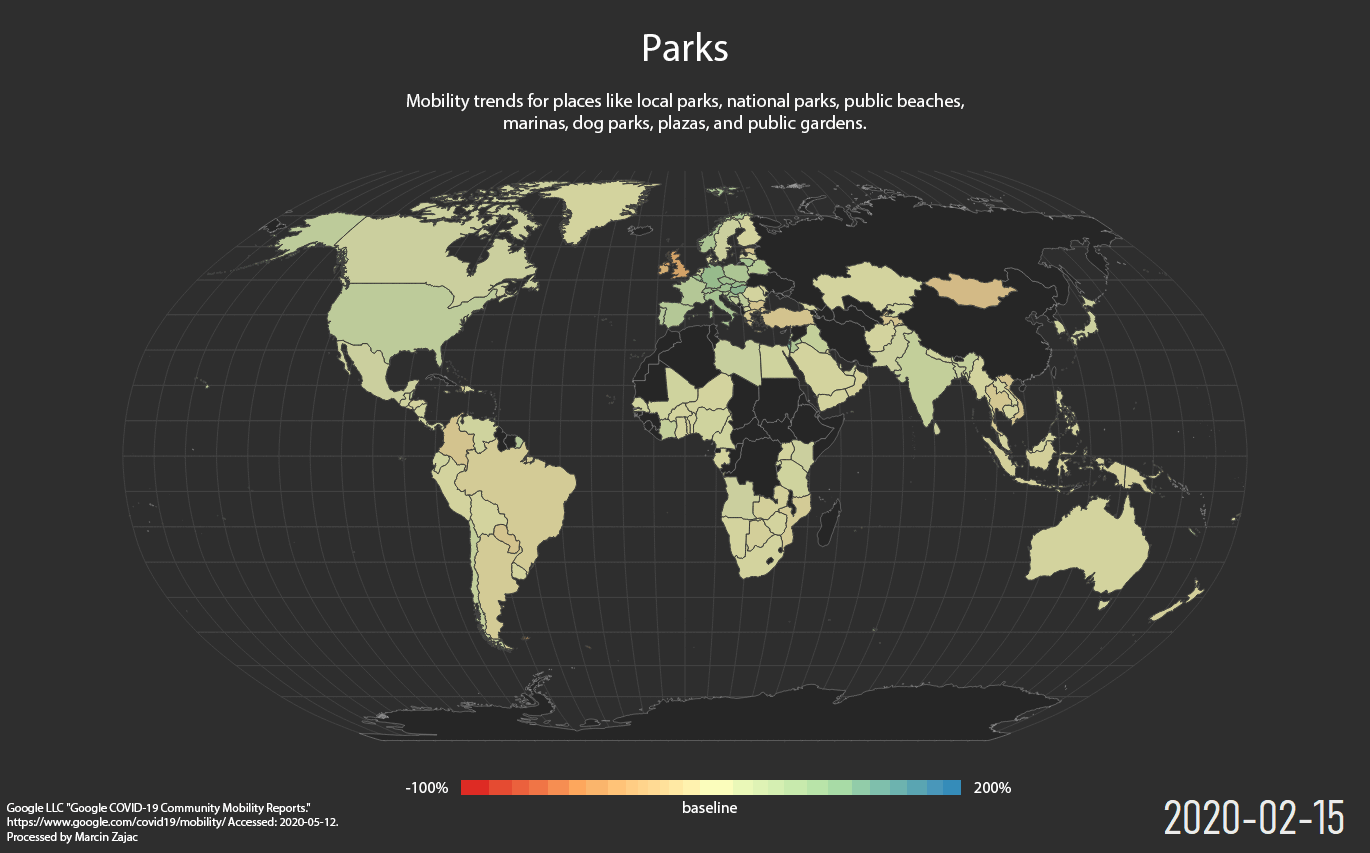 Parks
Mobility trends for places like local parks, national parks, public beaches,
marinas, dog parks, plazas, and public gardens.
-100%
200%
baseline
Google LLC "Google COVID-19 Community Mobility Reports."
https://www.google.com/covid19/mobility/ Accessed: 2020-05-12.
Processed by Marcin Zajac
2020-02-15